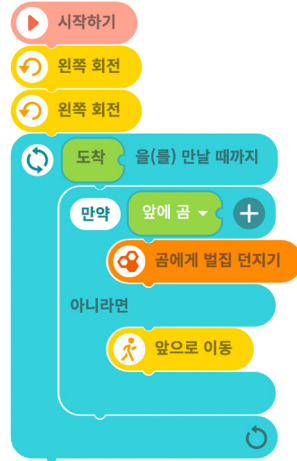 시작하기
왼쪽 회전
왼쪽 회전
도착 을(를) 만날 때까지
만약 앞에 곰
곰에게 벌집 던지기
아니라면
앞으로 이동